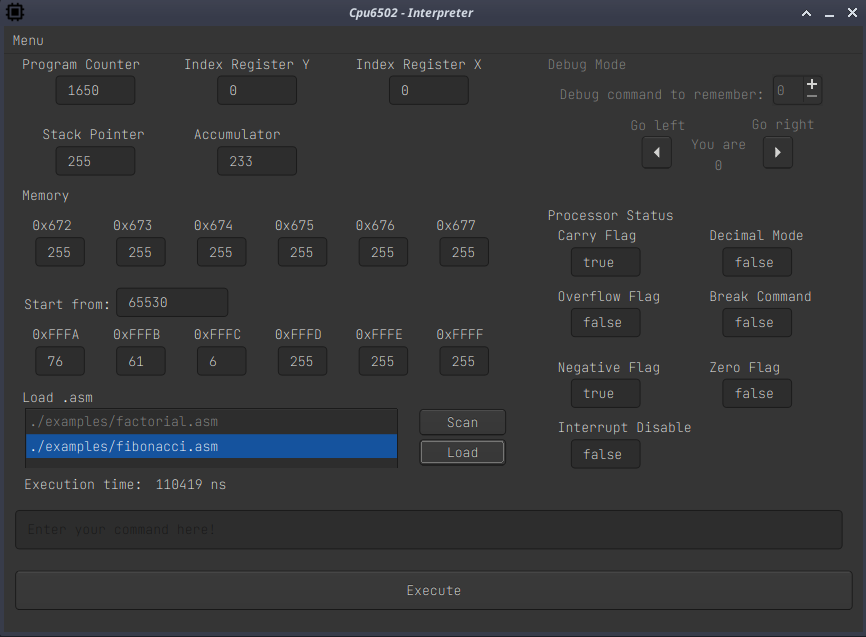 Cpu6502 - Interpreter
Menu
Program Counter Index Register Y Index Register X
1650 0 0
Stack Pointer Accumulator
255 233
Memory
0x672 0x673 0x674 0x675 0x676 0x677
255 255 255 255 255 255
Start from: 65530
0xFFFA 0xFFFB 0xFFFC 0xFFFD 0xFFFE 0xFFFF
76 61 6 255 255 255
Load .asm
./examples/factorial.asm
./examples/fibonacci.asm
Scan
Load
Execution time: 110419 ns
Debug Mode
Debug command to remember: 0 + −
Go left Go right
You are
0
Processor Status
Carry Flag Decimal Mode
true false
Overflow Flag Break Command
false false
Negative Flag Zero Flag
true false
Interrupt Disable
false
Enter your command here!
Execute